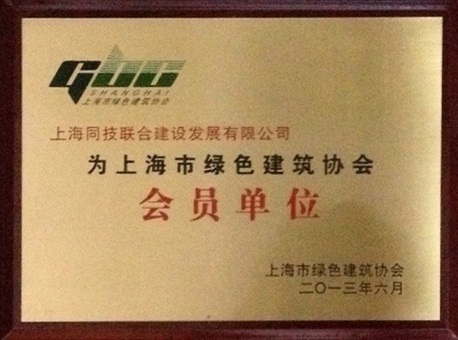 GBC
SHANGHAI
上海市绿色建筑协会
上海同技联合建设发展有限公司
为上海市绿色建筑协会
会员单位
上海市绿色建筑协会
二〇一三年六月